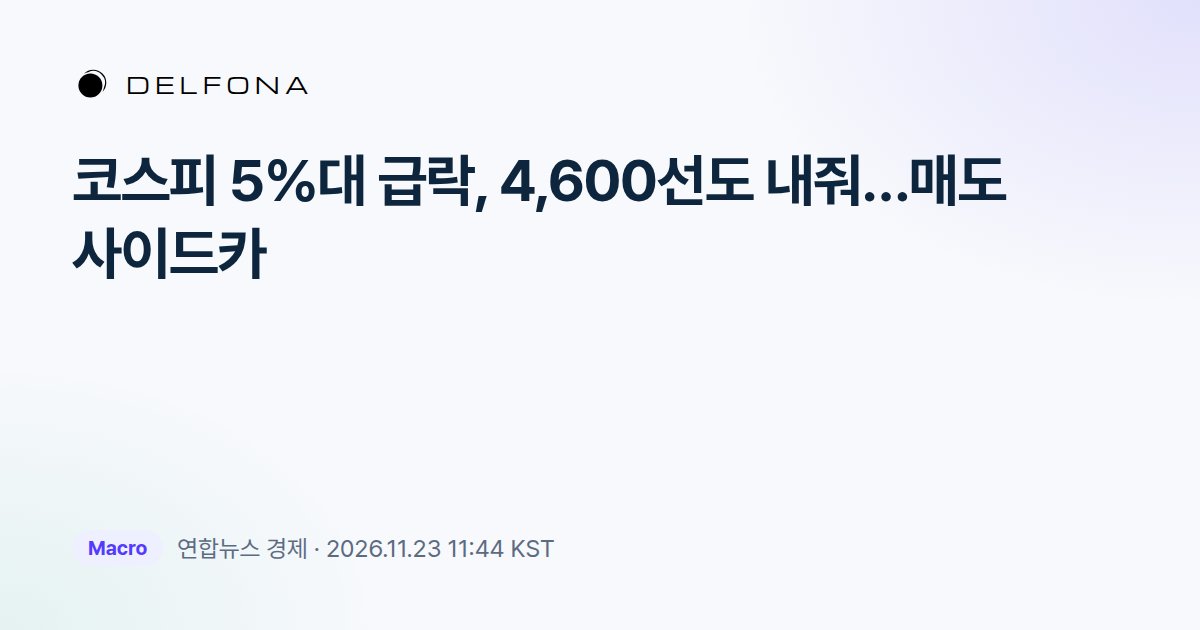 DELFONA
코스피 5%대 급락, 4,600선도 내줘…매도
사이드카
Macro 연합뉴스 경제 · 2026.11.23 11:44 KST